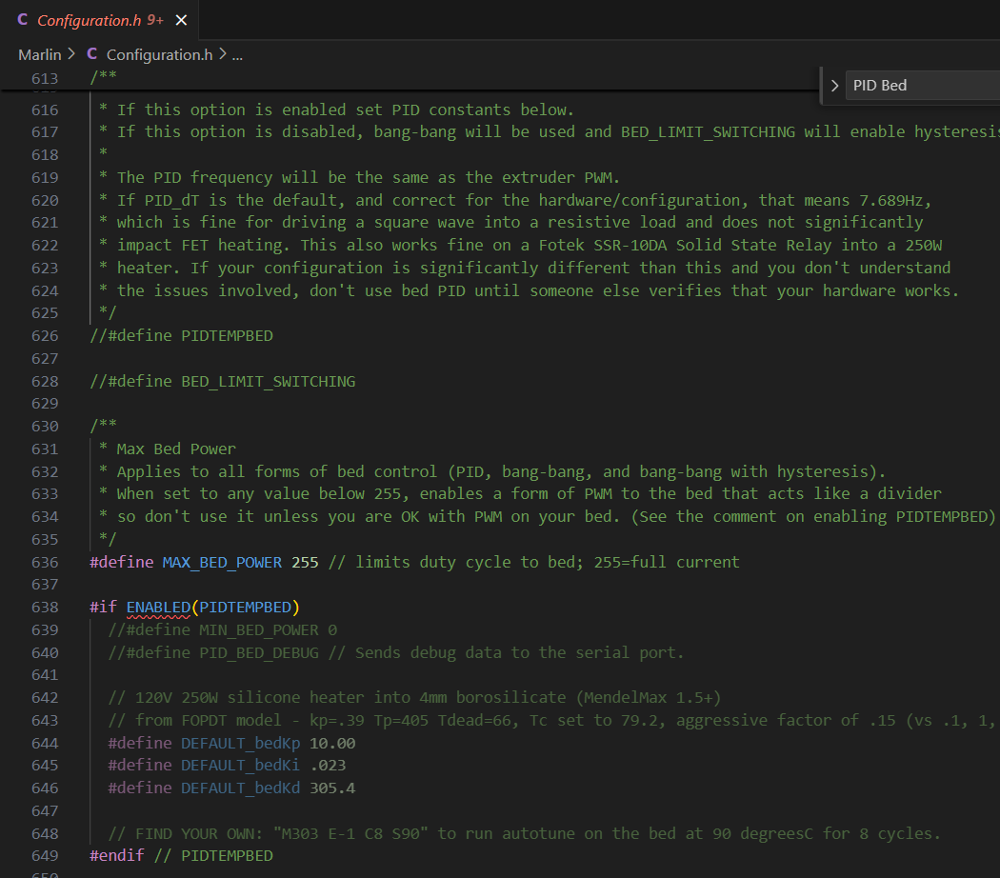 C Configuration.h 9+ ×
Marlin > C Configuration.h > ...
613 /**
PID Bed
616 * If this option is enabled set PID constants below.
617 * If this option is disabled, bang-bang will be used and BED_LIMIT_SWITCHING will enable hysteresis
618 *
619 * The PID frequency will be the same as the extruder PWM.
620 * If PID_dT is the default, and correct for the hardware/configuration, that means 7.689Hz,
621 * which is fine for driving a square wave into a resistive load and does not significantly
622 * impact FET heating. This also works fine on a Fotek SSR-10DA Solid State Relay into a 250W
623 * heater. If your configuration is significantly different than this and you don't understand
624 * the issues involved, don't use bed PID until someone else verifies that your hardware works.
625 */
626 //#define PIDTEMPBED
627
628 //#define BED_LIMIT_SWITCHING
629
630 /**
631 * Max Bed Power
632 * Applies to all forms of bed control (PID, bang-bang, and bang-bang with hysteresis).
633 * When set to any value below 255, enables a form of PWM to the bed that acts like a divider
634 * so don't use it unless you are OK with PWM on your bed. (See the comment on enabling PIDTEMPBED)
635 */
636 #define MAX_BED_POWER 255 // limits duty cycle to bed; 255=full current
637
638 #if ENABLED(PIDTEMPBED)
639 //#define MIN_BED_POWER 0
640 //#define PID_BED_DEBUG // Sends debug data to the serial port.
641
642 // 120V 250W silicone heater into 4mm borosilicate (MendelMax 1.5+)
643 // from FOPDT model - kp=.39 Tp=405 Tdead=66, Tc set to 79.2, aggressive factor of .15 (vs .1, 1,
644 #define DEFAULT_bedKp 10.00
645 #define DEFAULT_bedKi .023
646 #define DEFAULT_bedKd 305.4
647
648 // FIND YOUR OWN: "M303 E-1 C8 S90" to run autotune on the bed at 90 degreesC for 8 cycles.
649 #endif // PIDTEMPBED